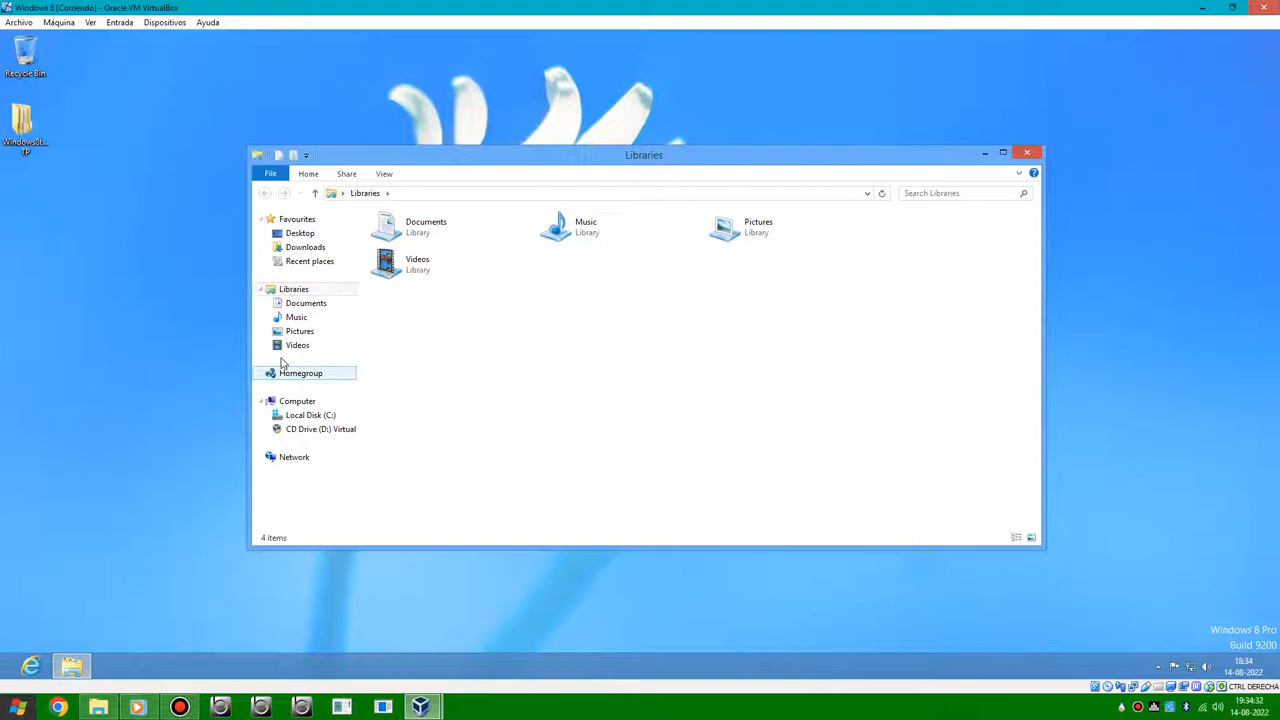 Windows 8 [Corriendo] - Oracle VM VirtualBox
Archivo Máquina Ver Entrada Dispositivos Ayuda
Recycle Bin
Windows8t...
TP
Libraries
File Home Share View
Libraries
Search Libraries
Favourites
Desktop
Downloads
Recent places
Libraries
Documents
Music
Pictures
Videos
Homegroup
Computer
Local Disk (C:)
CD Drive (D:) Virtual
Network
Documents
Library
Music
Library
Pictures
Library
Videos
Library
4 items
Windows 8 Pro
Build 9200
18:34
14-08-2022
CTRL DERECHA
19:34:32
14-08-2022